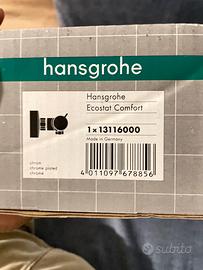 hansgrohe
Hansgrohe
Ecostat Comfort
1 x 13116000
Made in Germany
chrom
chrome plated
chrome
4 011097 678856
subito